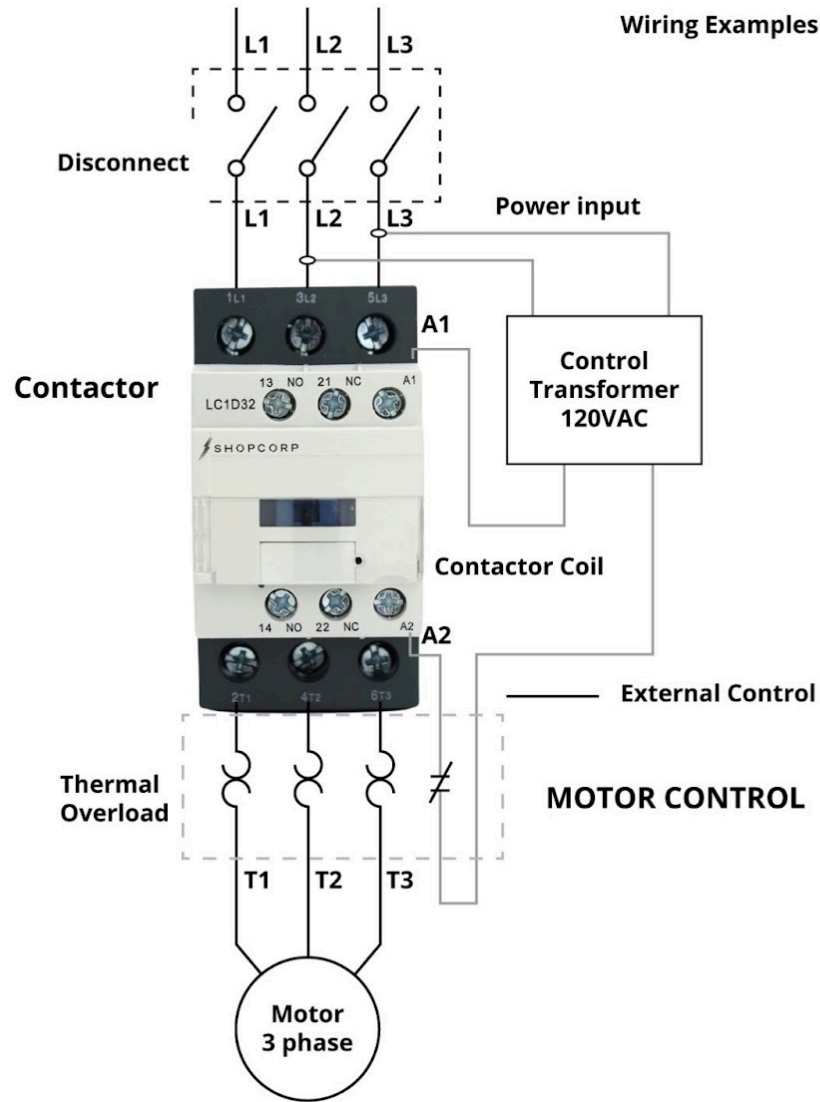 Wiring Examples
L1 L2 L3
Disconnect
L1 L2 L3
Power input
1L1 3L2 5L3
A1
Control
Transformer
120VAC
Contactor
13 NO 21 NC A1
LC1D32
SHOPCORP
Contactor Coil
14 NO 22 NC A2
A2
2T1 4T2 6T3
External Control
Thermal
Overload
MOTOR CONTROL
T1 T2 T3
Motor
3 phase